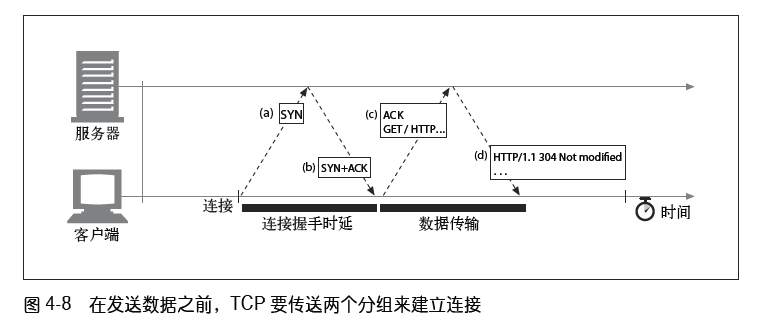 服务器
(a) SYN
(b) SYN+ACK
(c) ACK
GET / HTTP...
(d) HTTP/1.1 304 Not modified
...
连接
连接握手时延
数据传输
时间
客户端
图 4-8 在发送数据之前，TCP 要传送两个分组来建立连接